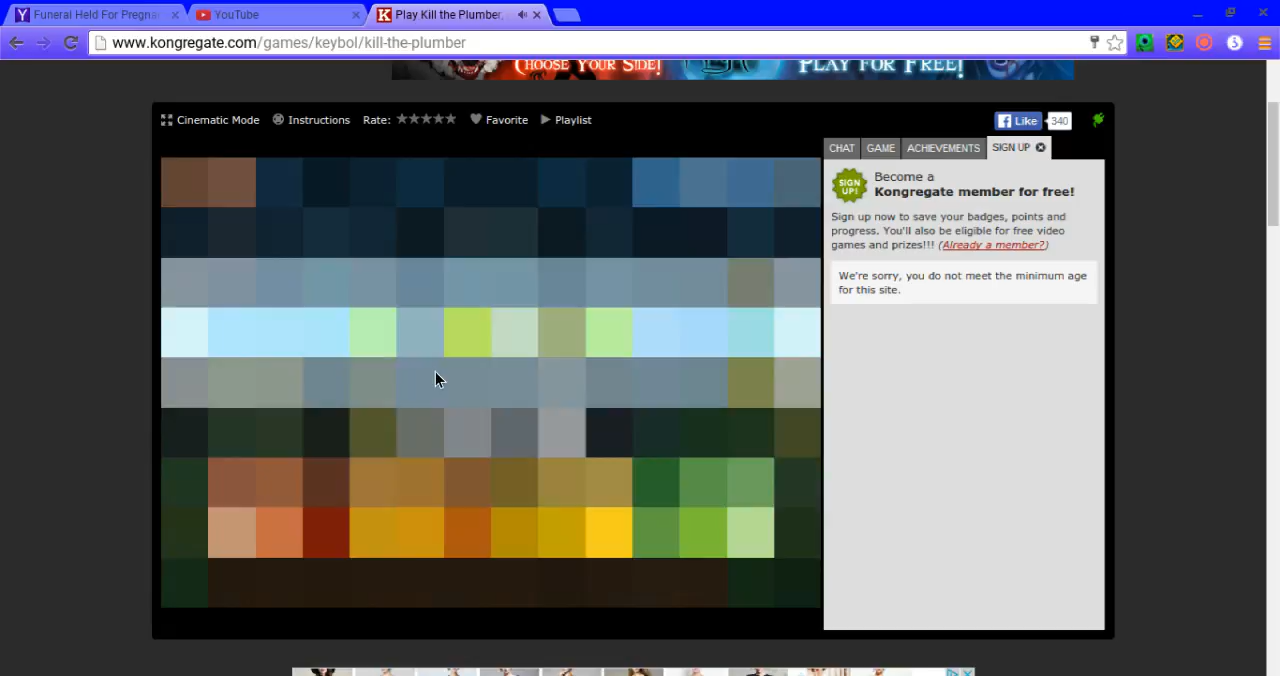 Funeral Held For Pregna
YouTube
Play Kill the Plumber,
www.kongregate.com/games/keybol/kill-the-plumber
CHOOSE YOUR SIDE!
PLAY FOR FREE!
Cinematic Mode
Instructions
Rate:
Favorite
Playlist
Like
340
CHAT
GAME
ACHIEVEMENTS
SIGN UP
SIGN UP!
Become a
Kongregate member for free!
Sign up now to save your badges, points and
progress. You'll also be eligible for free video
games and prizes!!! (Already a member?)
We're sorry, you do not meet the minimum age
for this site.